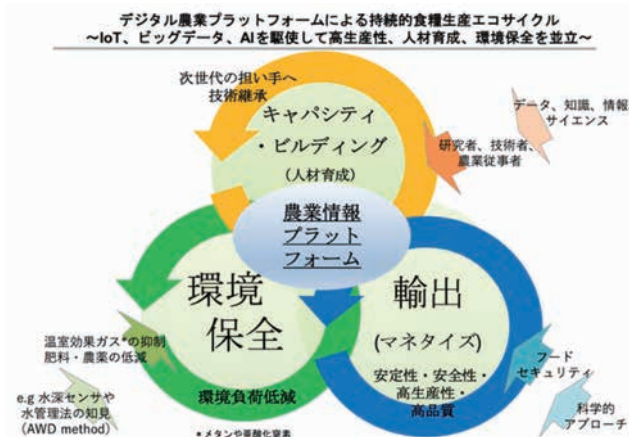 デジタル農業プラットフォームによる持続的食糧生産エコサイクル
～IoT、ビッグデータ、AIを駆使して高生産性、人材育成、環境保全を並立～
次世代の担い手へ
技術継承
キャパシティ
・ビルディング
(人材育成)
データ、知識、情報
サイエンス
研究者、技術者、
農業従事者
農業情報
プラット
フォーム
環境
保全
輸出
(マネタイズ)
温室効果ガス*の抑制
肥料・農薬の低減
安定性・安全性・
高生産性・
高品質
フード
セキュリティ
環境負荷低減
e.g 水深センサや
水管理法の知見
(AWD method)
科学的
アプローチ
*メタンや亜酸化窒素